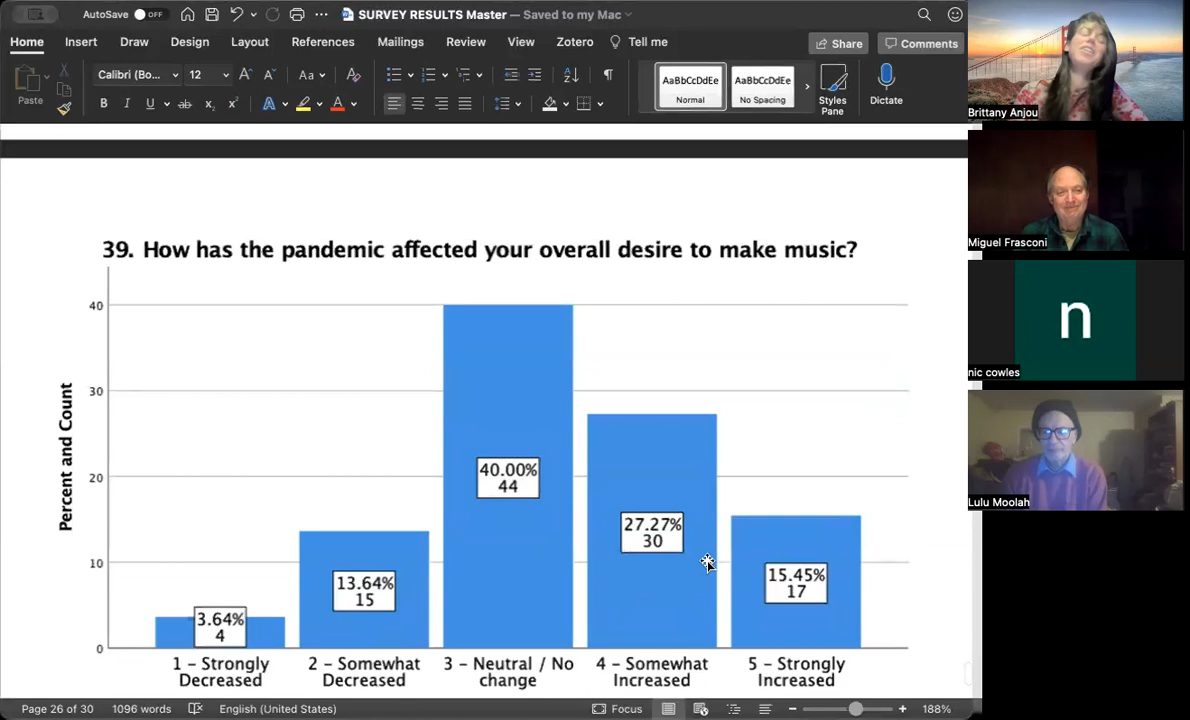 AutoSave OFF
SURVEY RESULTS Master — Saved to my Mac
Home Insert Draw Design Layout References Mailings Review View Zotero Tell me
Share Comments
Paste
Calibri (Bo... 12 A A Aa A
B I U ab x₂ x² A A
AaBbCcDdEe
Normal
AaBbCcDdEe
No Spacing
Styles
Pane
Dictate
39. How has the pandemic affected your overall desire to make music?
Percent and Count
40
30
20
10
0
3.64%
4
13.64%
15
40.00%
44
27.27%
30
15.45%
17
1 – Strongly
Decreased
2 – Somewhat
Decreased
3 – Neutral / No
change
4 – Somewhat
Increased
5 – Strongly
Increased
Page 26 of 30 1096 words English (United States) Focus 188%
Brittany Anjou
Miguel Frasconi
n
nic cowles
Lulu Moolah